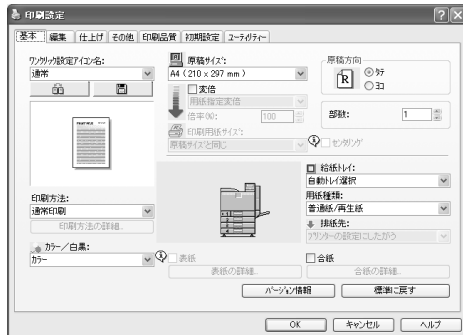 印刷設定
基本 編集 仕上げ その他 印刷品質 初期設定 ユーティリティー
ワンクリック設定アイコン名:
通常
印刷方法:
通常印刷
印刷方法の詳細...
カラー/白黒:
カラー
原稿サイズ:
A4 (210 x 297 mm)
変倍
用紙指定変倍
倍率(%):
100
印刷用紙サイズ:
原稿サイズと同じ
原稿方向
R
タテ
ヨコ
部数:
1
センタリング
給紙トレイ:
自動トレイ選択
用紙種類:
普通紙/再生紙
排紙先:
プリンターの設定にしたがう
表紙
表紙の詳細...
合紙
合紙の詳細...
バージョン情報
標準に戻す
OK
キャンセル
ヘルプ